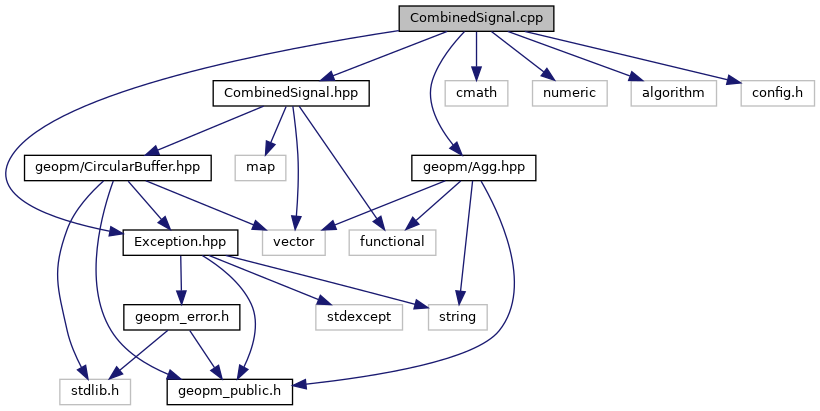 CombinedSignal.cpp
CombinedSignal.hpp
cmath
numeric
algorithm
config.h
geopm/CircularBuffer.hpp
map
geopm/Agg.hpp
Exception.hpp
vector
functional
geopm_error.h
stdexcept
string
stdlib.h
geopm_public.h